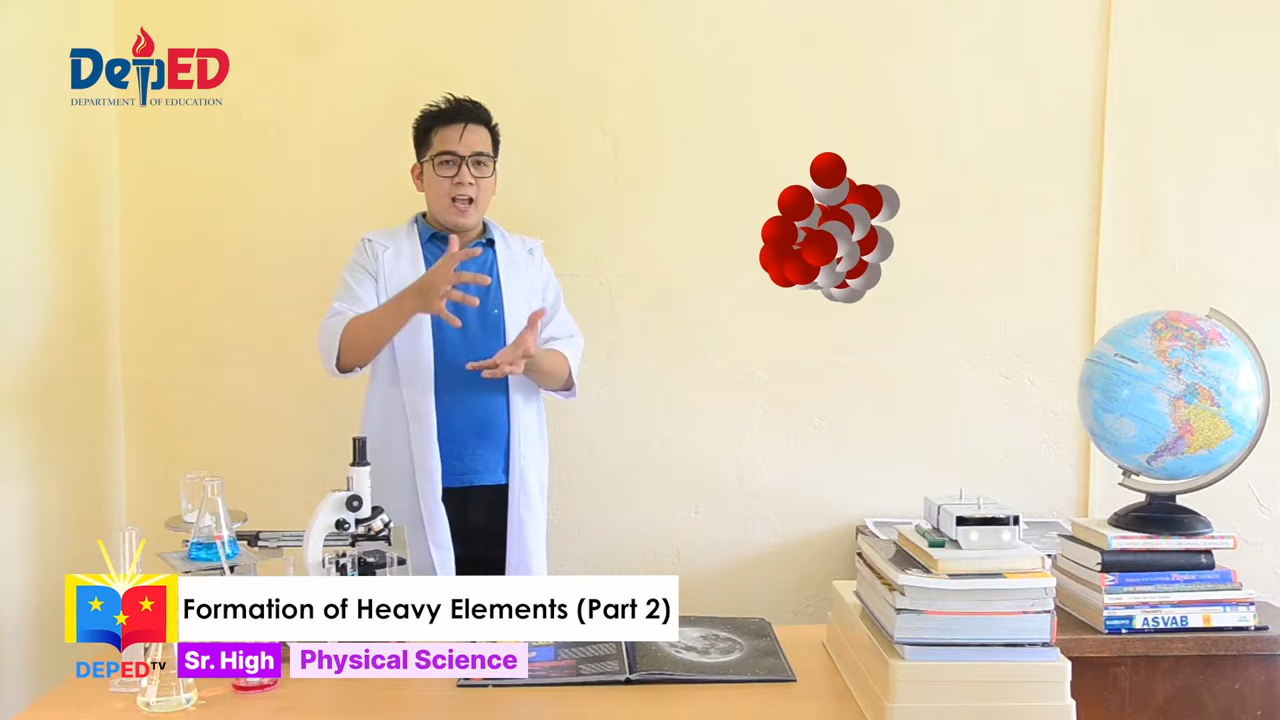 DepED
DEPARTMENT OF EDUCATION
Formation of Heavy Elements (Part 2)
Sr. High
Physical Science
DEPED TV
ASVAB